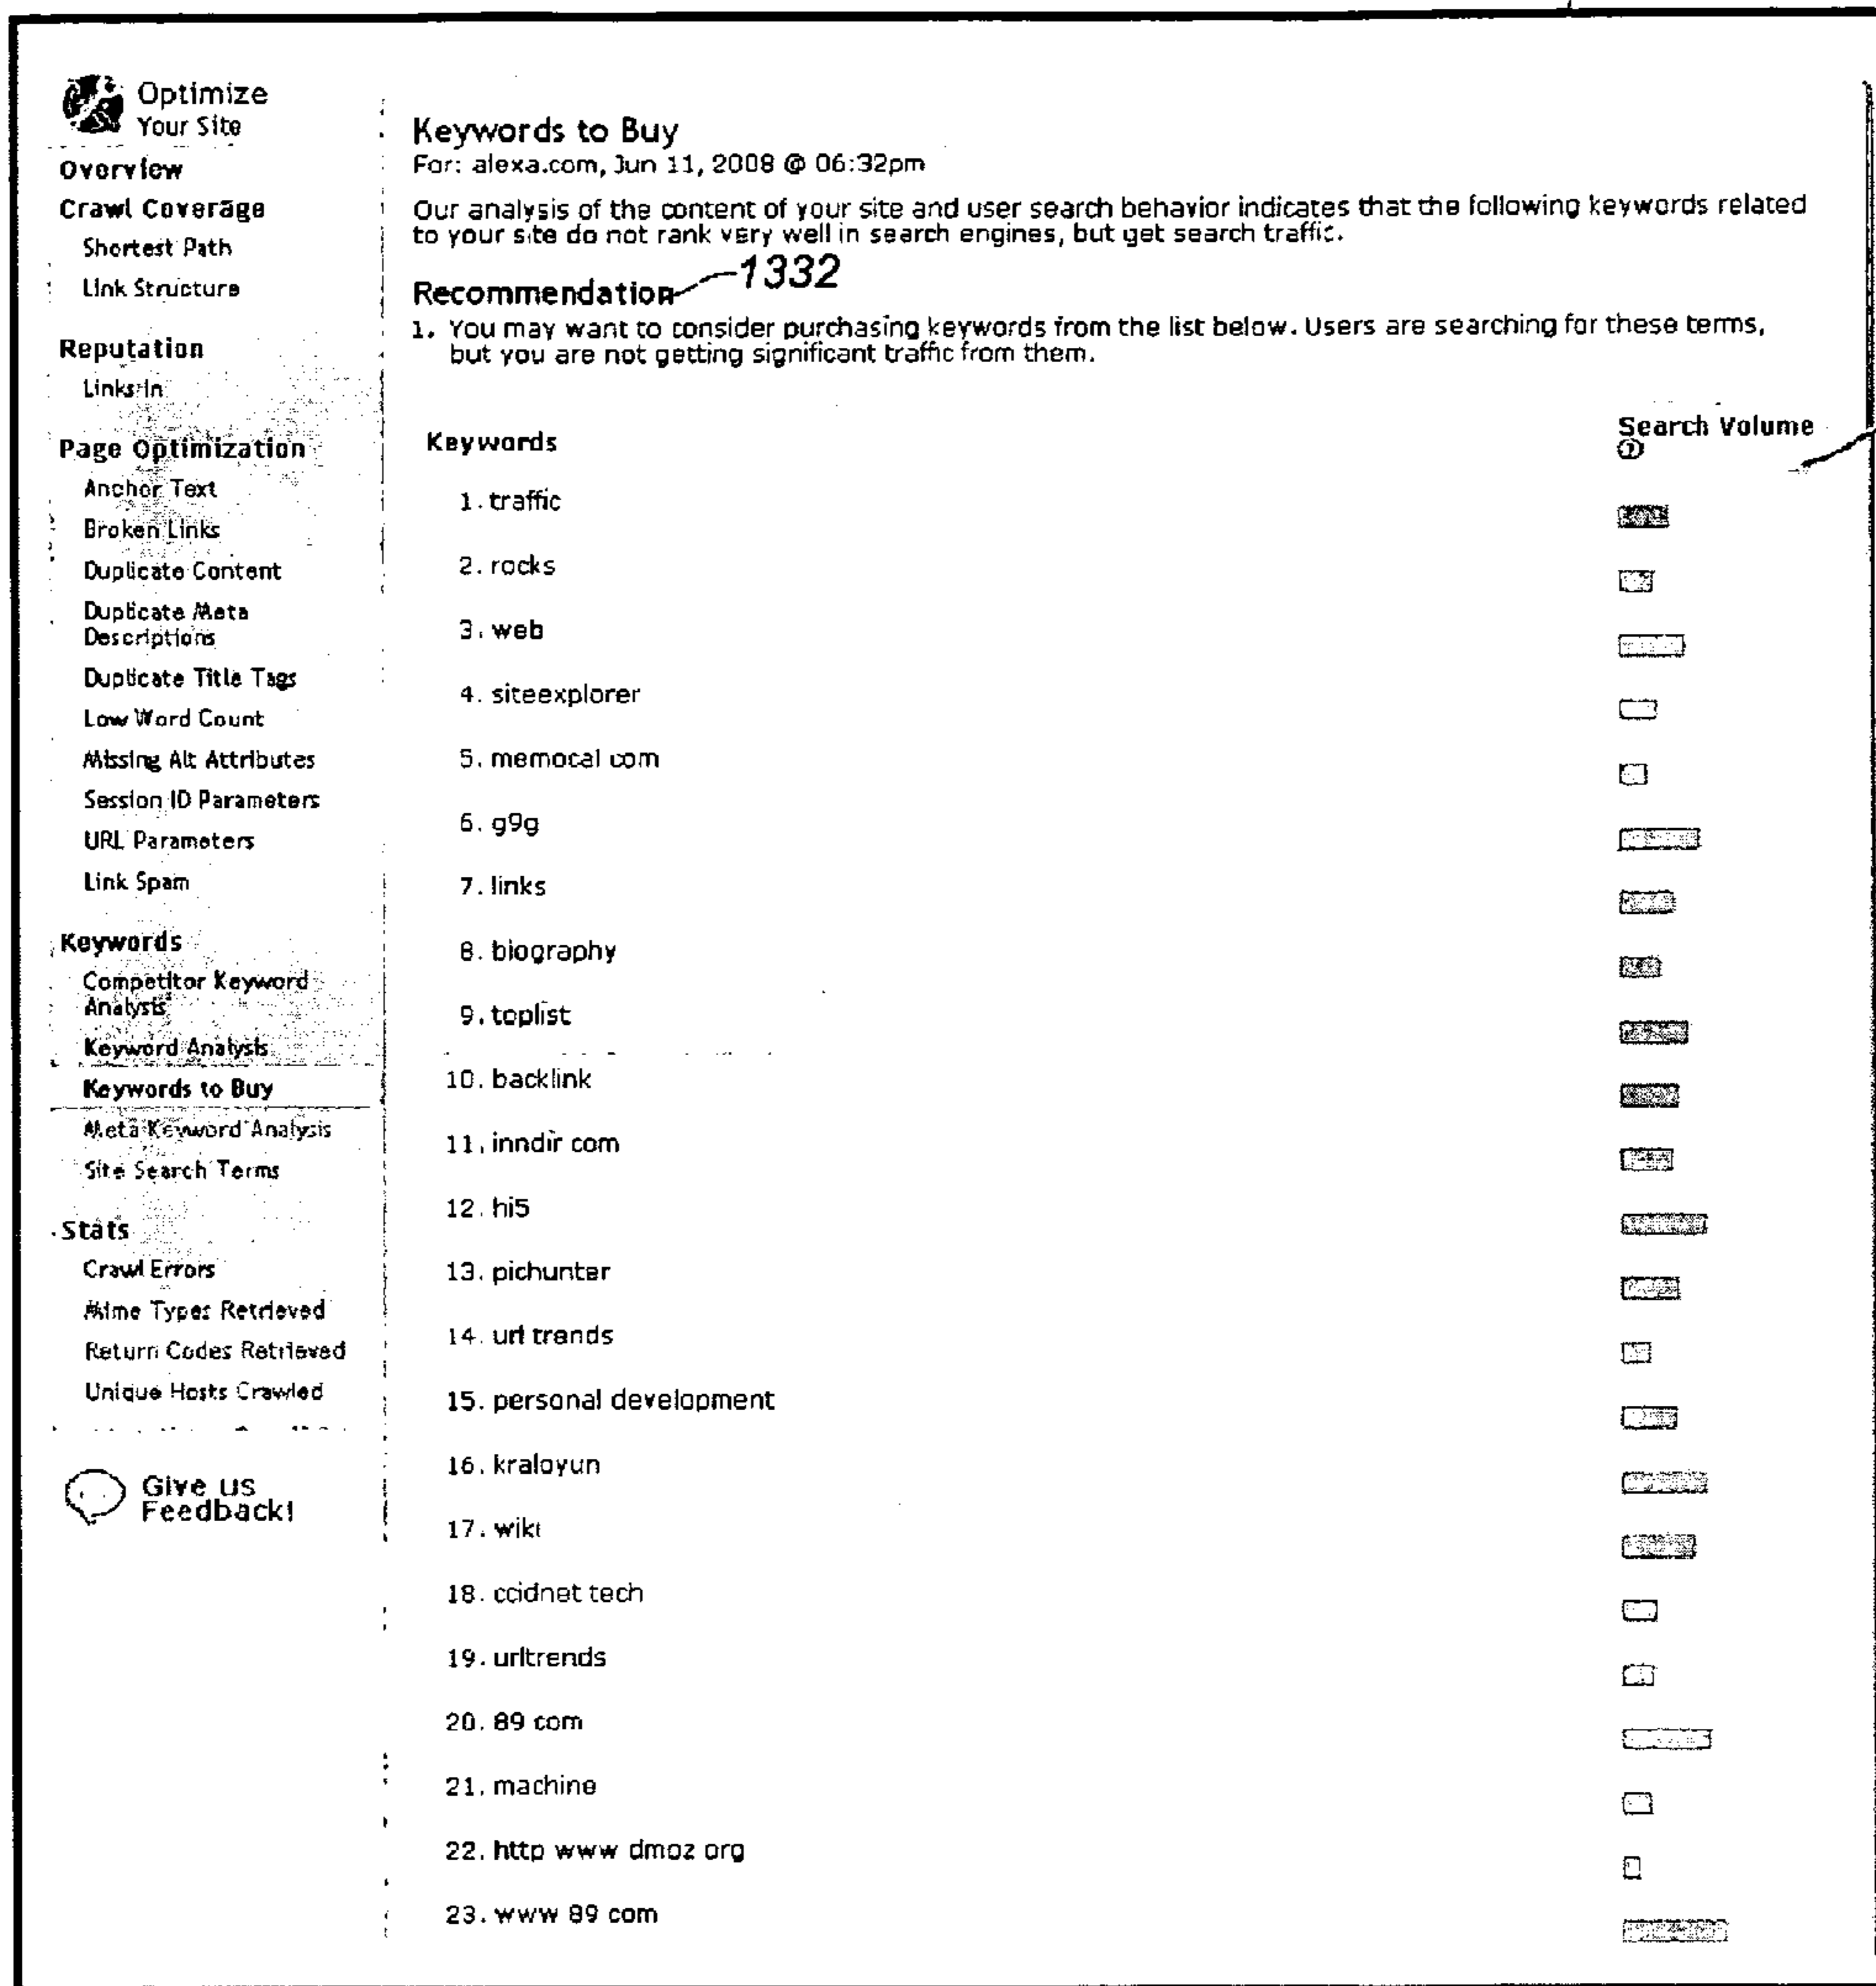 Optimize
Your Site
Overview
Crawl Coverage
Shortest Path
Link Structure
Reputation
Links In
Page Optimization
Anchor Text
Broken Links
Duplicate Content
Duplicate Meta
Descriptions
Duplicate Title Tags
Low Word Count
Missing Alt Attributes
Session ID Parameters
URL Parameters
Link Spam
Keywords
Competitor Keyword
Analysis
Keyword Analysis
Keywords to Buy
Meta Keyword Analysis
Site Search Terms
Stats
Crawl Errors
Mime Types Retrieved
Return Codes Retrieved
Unique Hosts Crawled
Give us
Feedback!
Keywords to Buy
For: alexa.com, Jun 11, 2008 @ 06:32pm
Our analysis of the content of your site and user search behavior indicates that the following keywords related
to your site do not rank very well in search engines, but get search traffic.
Recommendation 1332
1. You may want to consider purchasing keywords from the list below. Users are searching for these terms,
but you are not getting significant traffic from them.
Keywords Search Volume
1. traffic
2. rocks
3. web
4. siteexplorer
5. memocal com
6. g9g
7. links
8. biography
9. toplist
10. backlink
11. inndir com
12. hi5
13. pichunter
14. url trends
15. personal development
16. kraloyun
17. wiki
18. ccidnet tech
19. urltrends
20. 89 com
21. machine
22. http www dmoz org
23. www 89 com